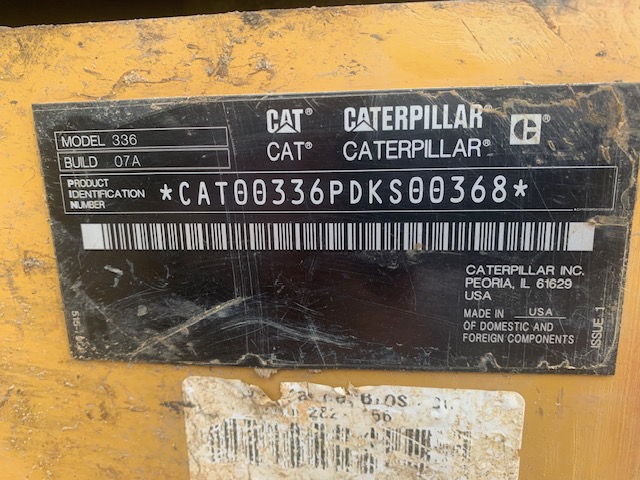 CAT® CATERPILLAR® C
CAT® CATERPILLAR®
MODEL 336
BUILD 07A
PRODUCT
IDENTIFICATION
NUMBER
*CAT00336PDKS00368*
CATERPILLAR INC.
PEORIA, IL 61629
USA
MADE IN USA
OF DOMESTIC AND
FOREIGN COMPONENTS
ISSUE 1